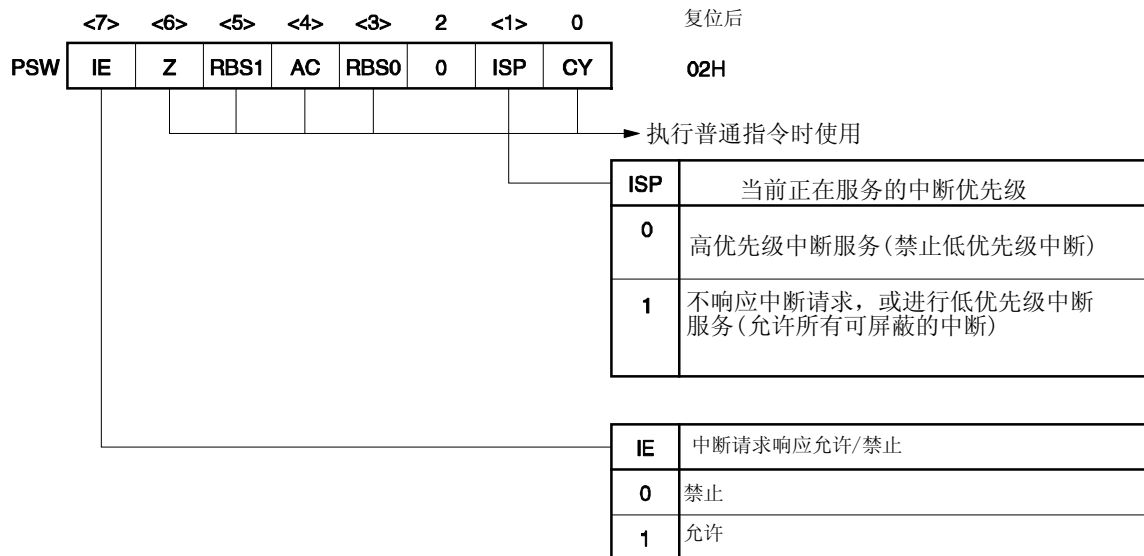 <7> <6> <5> <4> <3> 2 <1> 0 复位后
PSW IE Z RBS1 AC RBS0 0 ISP CY 02H
执行普通指令时使用
ISP 当前正在服务的中断优先级
0 高优先级中断服务(禁止低优先级中断)
1 不响应中断请求，或进行低优先级中断
服务(允许所有可屏蔽的中断)
IE 中断请求响应允许/禁止
0 禁止
1 允许